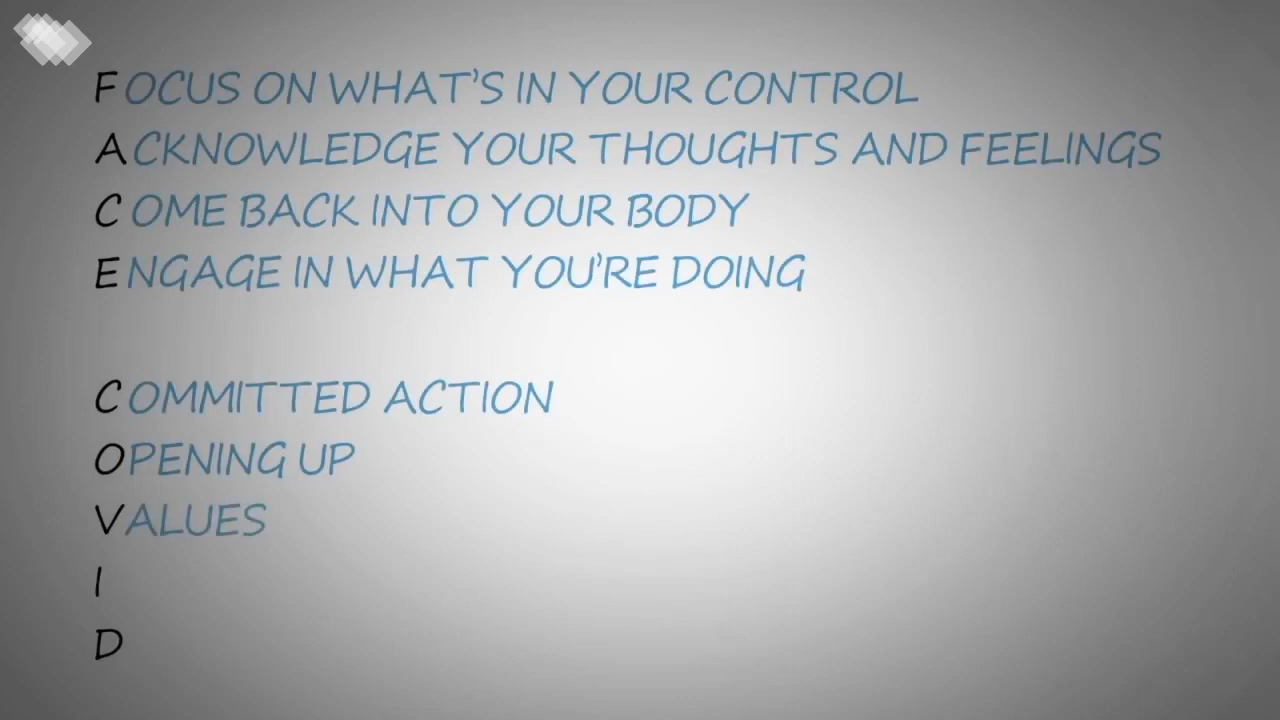 FOCUS ON WHAT'S IN YOUR CONTROL
ACKNOWLEDGE YOUR THOUGHTS AND FEELINGS
COME BACK INTO YOUR BODY
ENGAGE IN WHAT YOU'RE DOING
COMMITTED ACTION
OPENING UP
VALUES
I
D